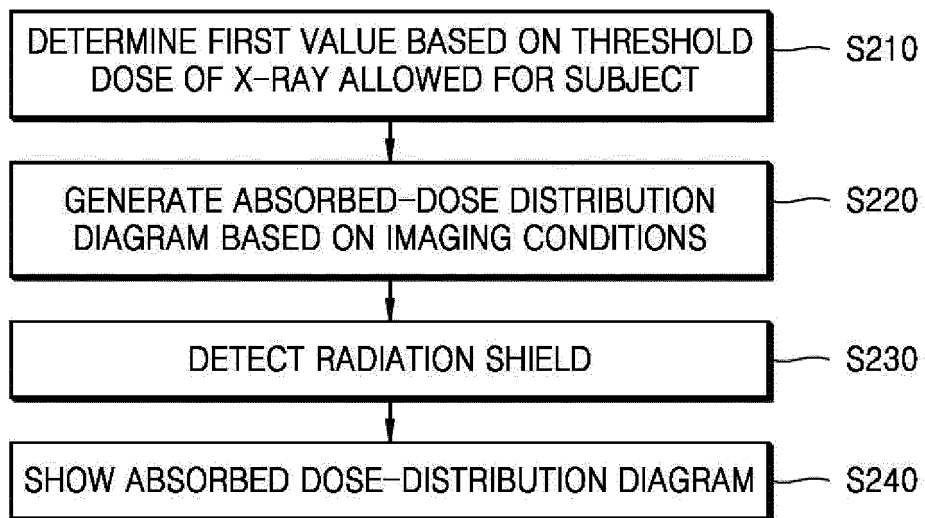 DETERMINE FIRST VALUE BASED ON THRESHOLD
DOSE OF X-RAY ALLOWED FOR SUBJECT
S210
GENERATE ABSORBED-DOSE DISTRIBUTION
DIAGRAM BASED ON IMAGING CONDITIONS
S220
DETECT RADIATION SHIELD
S230
SHOW ABSORBED DOSE-DISTRIBUTION DIAGRAM
S240